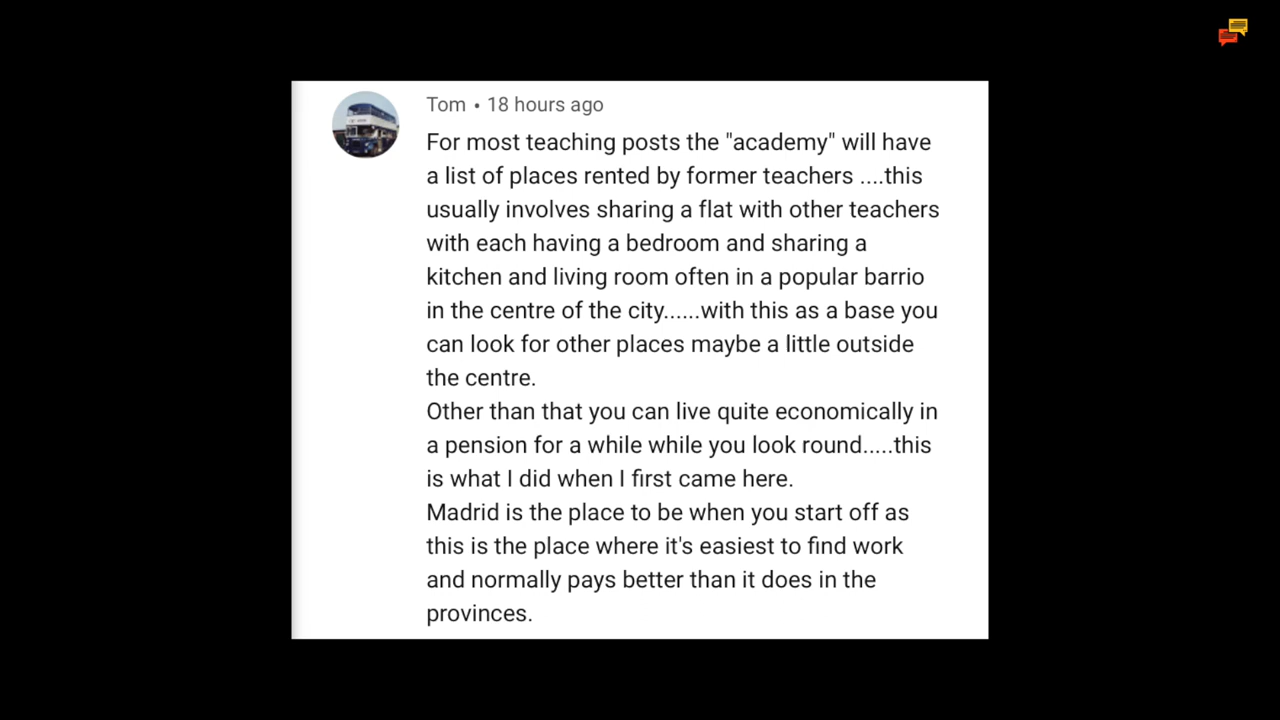 Tom • 18 hours ago
For most teaching posts the "academy" will have
a list of places rented by former teachers ....this
usually involves sharing a flat with other teachers
with each having a bedroom and sharing a
kitchen and living room often in a popular barrio
in the centre of the city......with this as a base you
can look for other places maybe a little outside
the centre.
Other than that you can live quite economically in
a pension for a while while you look round.....this
is what I did when I first came here.
Madrid is the place to be when you start off as
this is the place where it's easiest to find work
and normally pays better than it does in the
provinces.